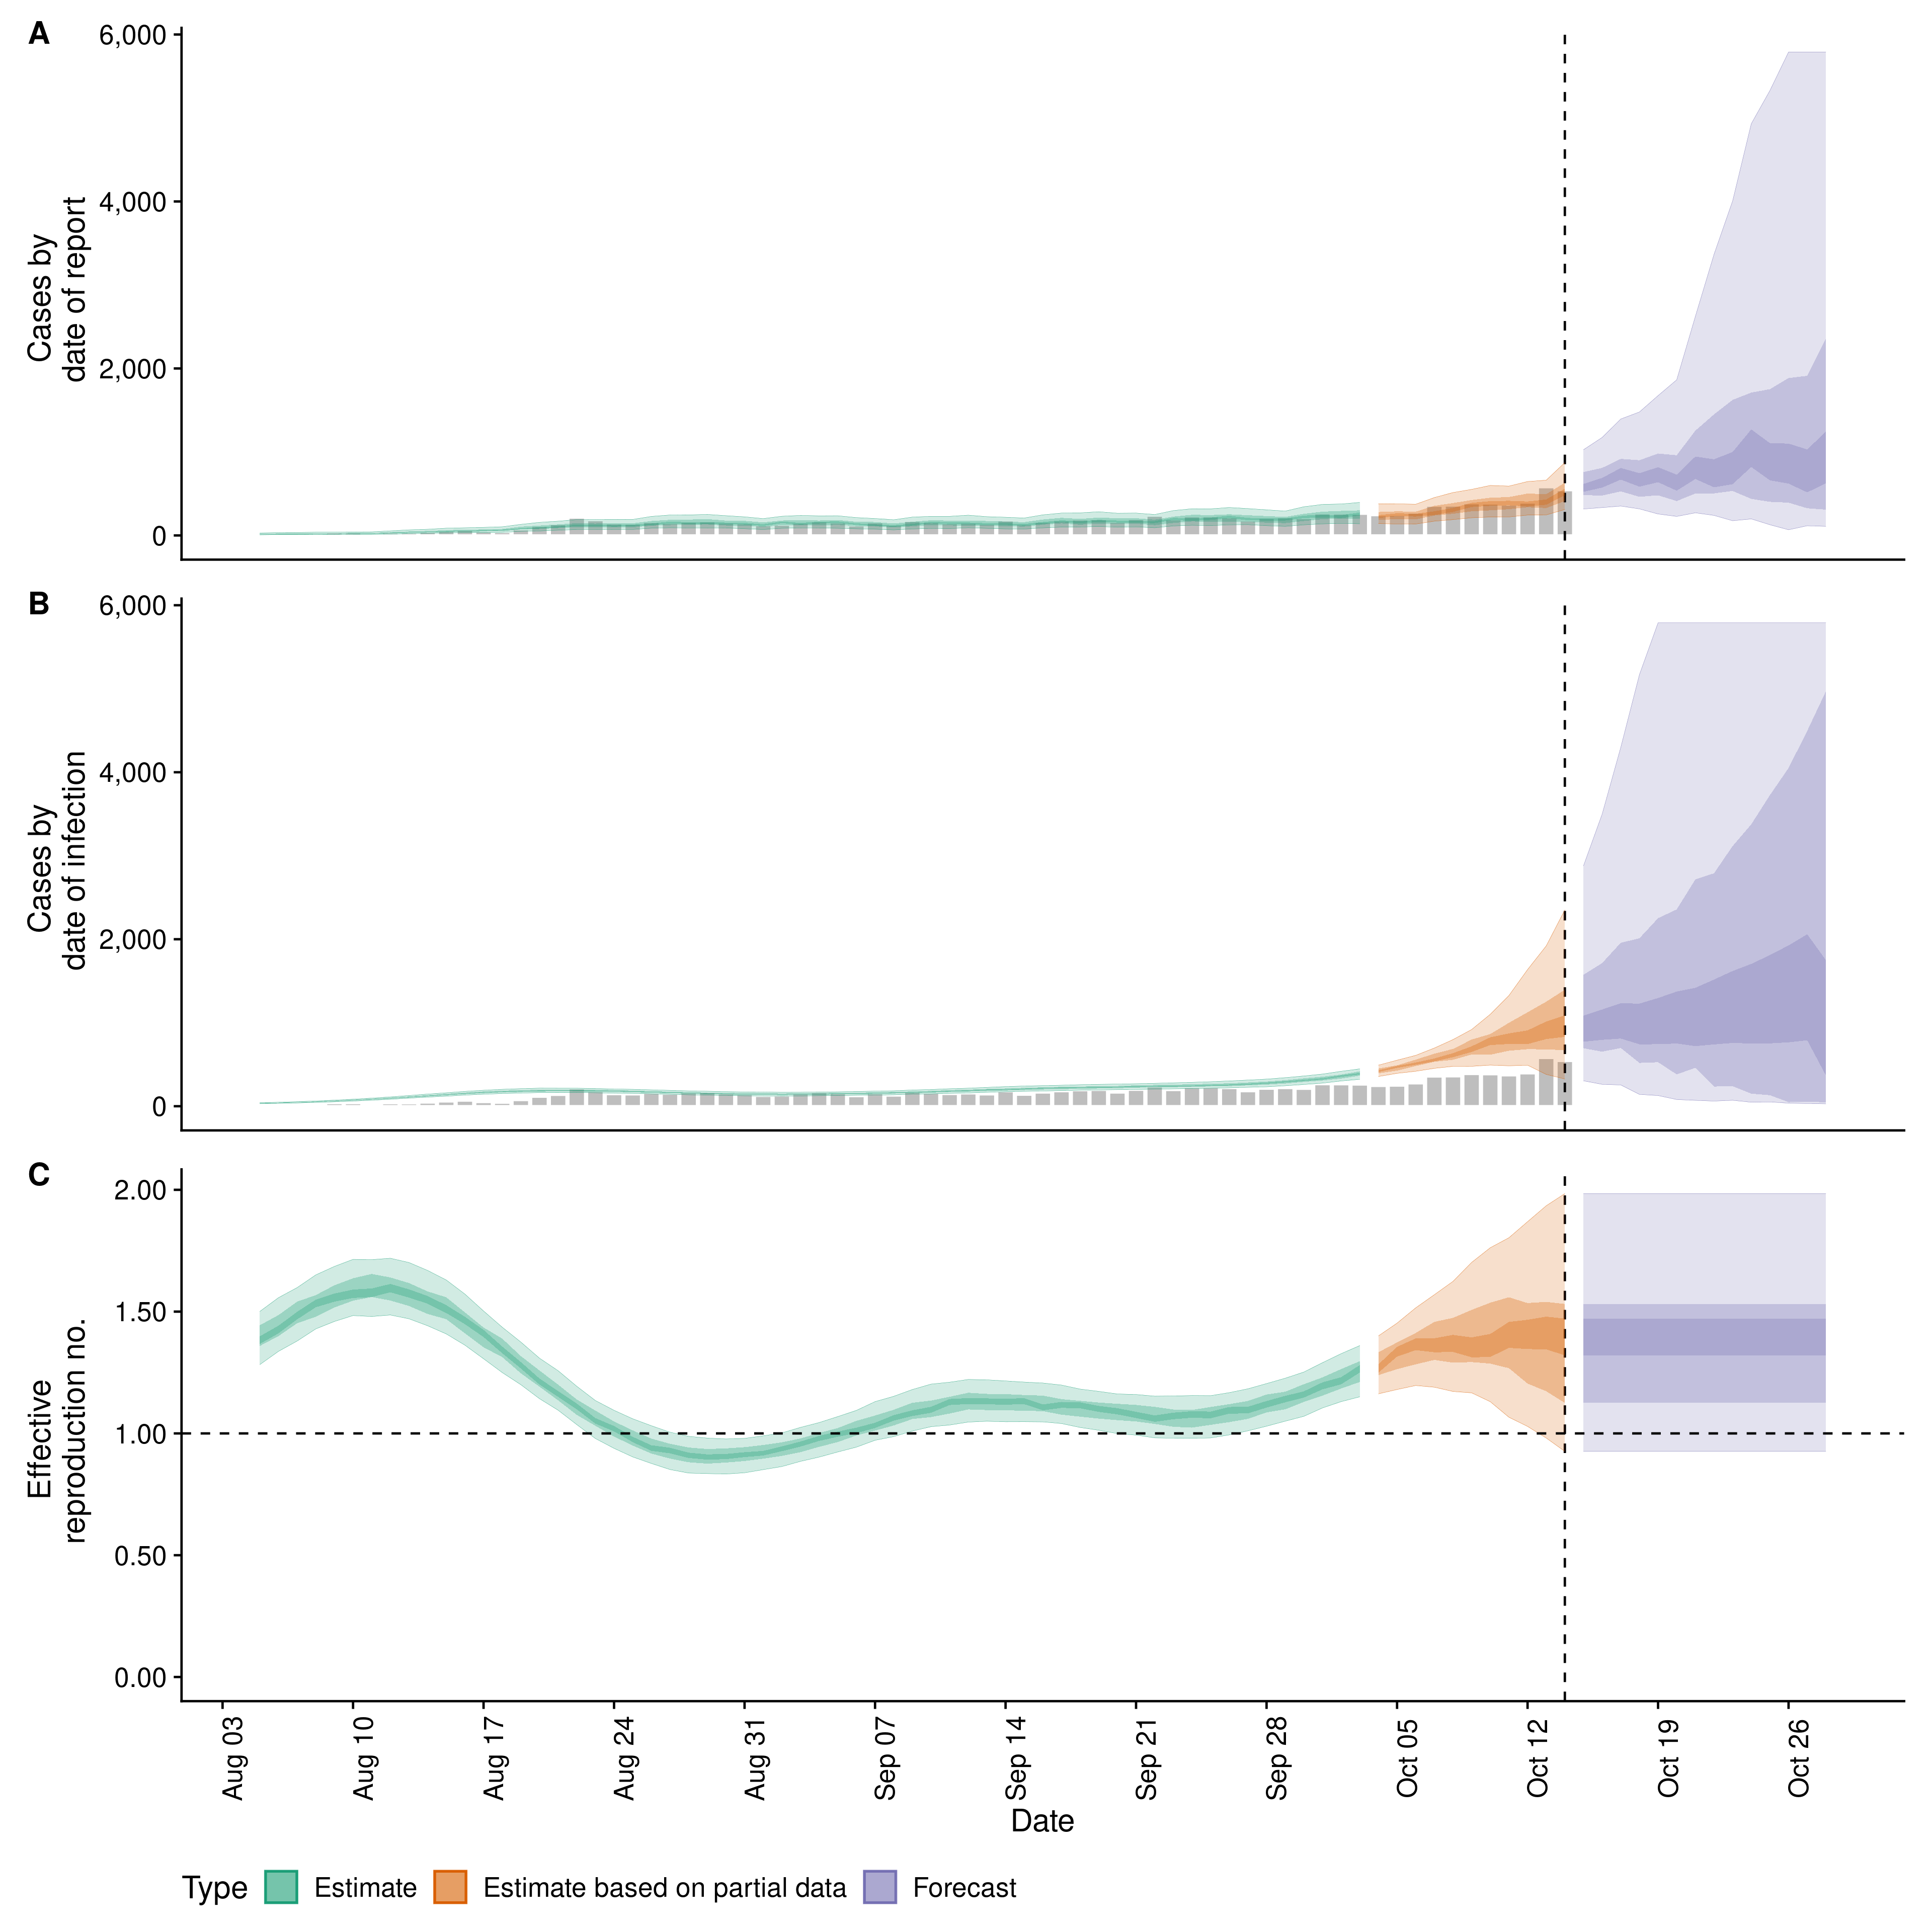 A
6,000
4,000
2,000
0
Cases by
date of report
B
6,000
4,000
2,000
0
Cases by
date of infection
C
2.00
1.50
1.00
0.50
0.00
Effective
reproduction no.
Aug 03
Aug 10
Aug 17
Aug 24
Aug 31
Sep 07
Sep 14
Sep 21
Sep 28
Oct 05
Oct 12
Oct 19
Oct 26
Date
Type Estimate Estimate based on partial data Forecast